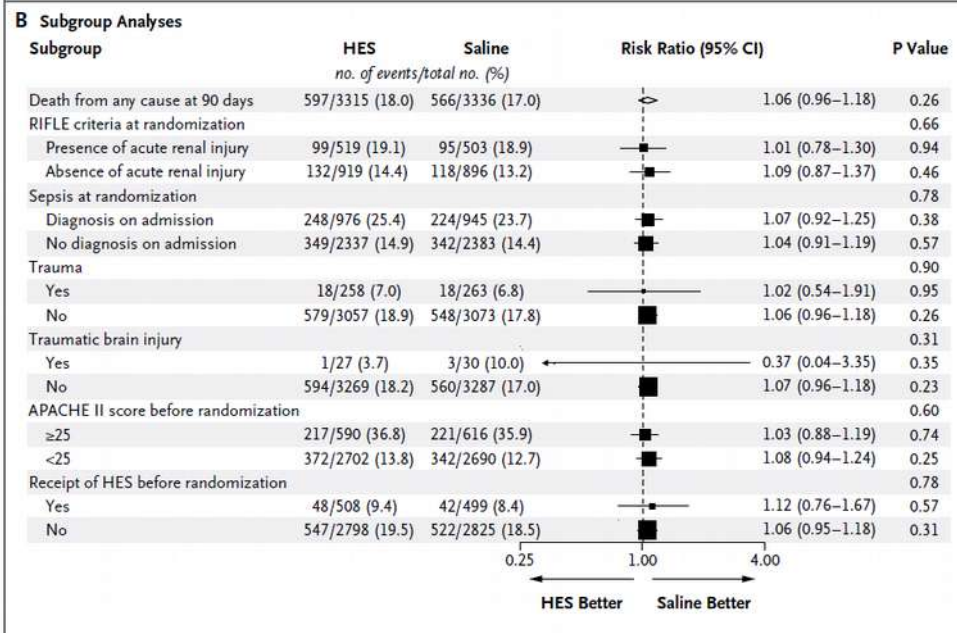 B Subgroup Analyses
Subgroup HES Saline Risk Ratio (95% CI) P Value
no. of events/total no. (%)
Death from any cause at 90 days 597/3315 (18.0) 566/3336 (17.0) 1.06 (0.96–1.18) 0.26
RIFLE criteria at randomization 0.66
Presence of acute renal injury 99/519 (19.1) 95/503 (18.9) 1.01 (0.78–1.30) 0.94
Absence of acute renal injury 132/919 (14.4) 118/896 (13.2) 1.09 (0.87–1.37) 0.46
Sepsis at randomization 0.78
Diagnosis on admission 248/976 (25.4) 224/945 (23.7) 1.07 (0.92–1.25) 0.38
No diagnosis on admission 349/2337 (14.9) 342/2383 (14.4) 1.04 (0.91–1.19) 0.57
Trauma 0.90
Yes 18/258 (7.0) 18/263 (6.8) 1.02 (0.54–1.91) 0.95
No 579/3057 (18.9) 548/3073 (17.8) 1.06 (0.96–1.18) 0.26
Traumatic brain injury 0.31
Yes 1/27 (3.7) 3/30 (10.0) 0.37 (0.04–3.35) 0.35
No 594/3269 (18.2) 560/3287 (17.0) 1.07 (0.96–1.18) 0.23
APACHE II score before randomization 0.60
≥25 217/590 (36.8) 221/616 (35.9) 1.03 (0.88–1.19) 0.74
<25 372/2702 (13.8) 342/2690 (12.7) 1.08 (0.94–1.24) 0.25
Receipt of HES before randomization 0.78
Yes 48/508 (9.4) 42/499 (8.4) 1.12 (0.76–1.67) 0.57
No 547/2798 (19.5) 522/2825 (18.5) 1.06 (0.95–1.18) 0.31
0.25 1.00 4.00
HES Better Saline Better